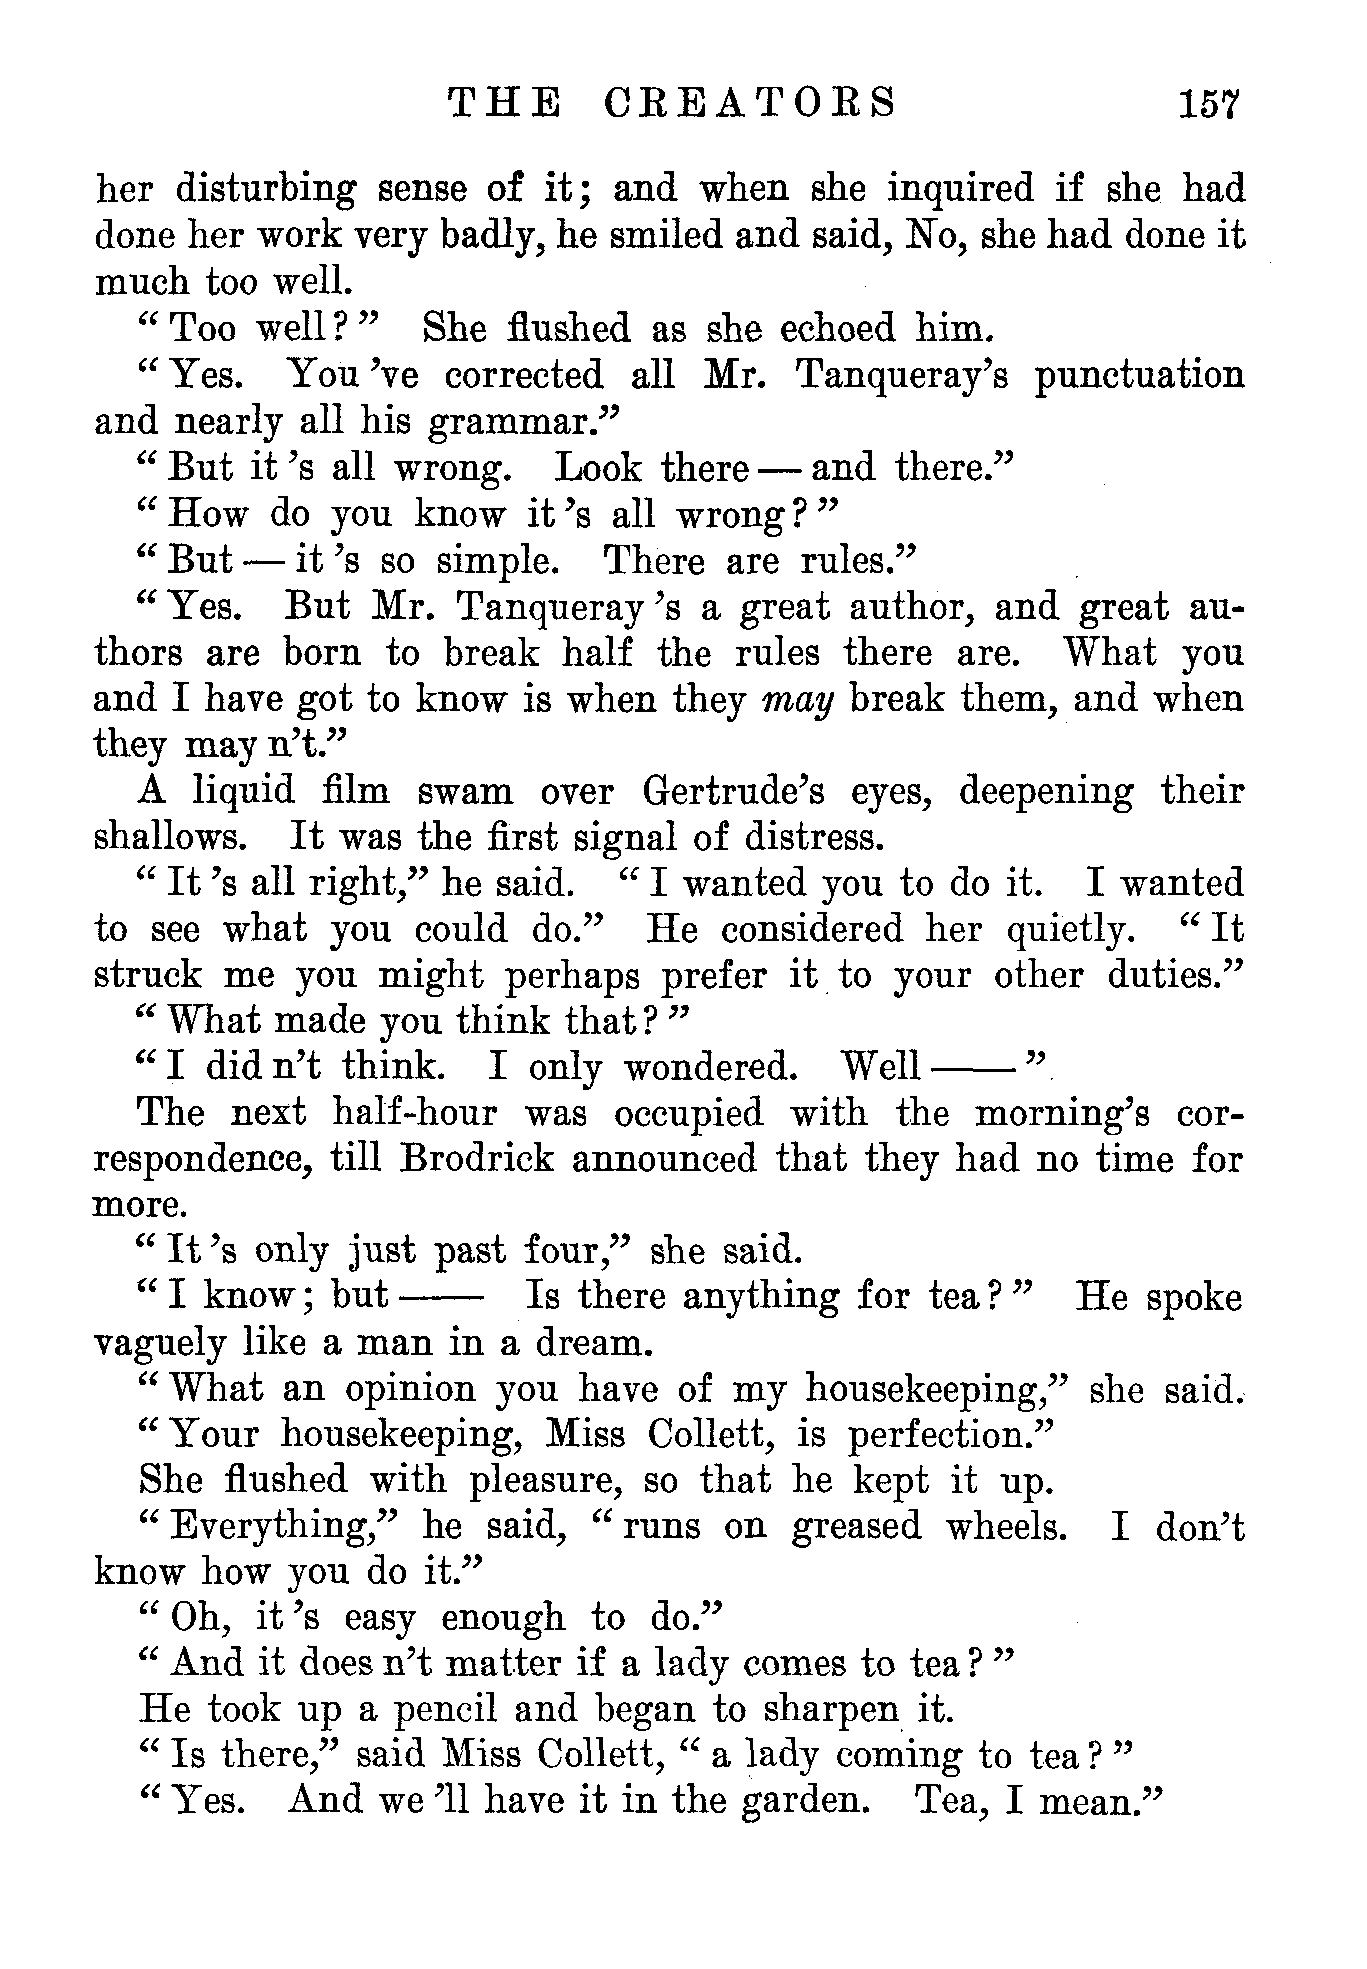 THE CREATORS 157
her disturbing sense of it; and when she inquired if she had
done her work very badly, he smiled and said, No, she had done it
much too well.
“ Too well? ” She flushed as she echoed him.
“ Yes. You ’ve corrected all Mr. Tanqueray’s punctuation
and nearly all his grammar.”
“ But it ’s all wrong. Look there — and there.”
“ How do you know it ’s all wrong? ”
“ But — it ’s so simple. There are rules.”
“ Yes. But Mr. Tanqueray ’s a great author, and great au-
thors are born to break half the rules there are. What you
and I have got to know is when they may break them, and when
they may n’t.”
A liquid film swam over Gertrude’s eyes, deepening their
shallows. It was the first signal of distress.
“ It ’s all right,” he said. “ I wanted you to do it. I wanted
to see what you could do.” He considered her quietly. “ It
struck me you might perhaps prefer it to your other duties.”
“ What made you think that? ”
“ I did n’t think. I only wondered. Well —— ”
The next half-hour was occupied with the morning’s cor-
respondence, till Brodrick announced that they had no time for
more.
“ It ’s only just past four,” she said.
“ I know; but —— Is there anything for tea? ” He spoke
vaguely like a man in a dream.
“ What an opinion you have of my housekeeping,” she said.
“ Your housekeeping, Miss Collett, is perfection.”
She flushed with pleasure, so that he kept it up.
“ Everything,” he said, “ runs on greased wheels. I don’t
know how you do it.”
“ Oh, it ’s easy enough to do.”
“ And it does n’t matter if a lady comes to tea? ”
He took up a pencil and began to sharpen it.
“ Is there,” said Miss Collett, “ a lady coming to tea? ”
“ Yes. And we ’ll have it in the garden. Tea, I mean.”